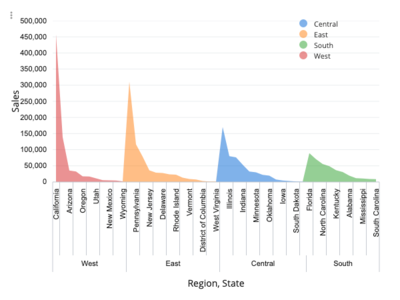 500,000
450,000
400,000
350,000
300,000
250,000
200,000
150,000
100,000
50,000
0
Sales
Central
East
South
West
California
Arizona
Oregon
Utah
New Mexico
Wyoming
Pennsylvania
New Jersey
Delaware
Rhode Island
Vermont
District of Columbia
West Virginia
Illinois
Indiana
Minnesota
Oklahoma
Iowa
South Dakota
Florida
North Carolina
Kentucky
Alabama
Mississippi
South Carolina
West
East
Central
South
Region, State